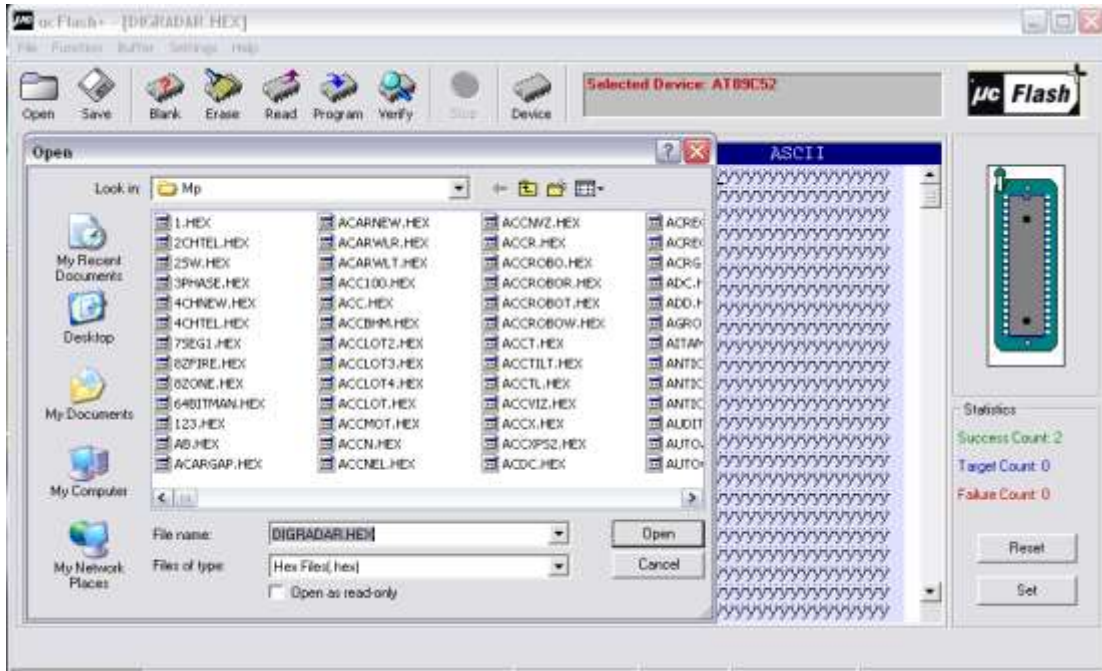 µc Flash+ - [DIGRADAR.HEX]
File Function Buffer Settings Help
Open Save Blank Erase Read Program Verify Stop Device
Selected Device: AT89C52
µc Flash
Open
Look in: Mp
ASCII
My Recent Documents
Desktop
My Documents
My Computer
My Network Places
1.HEX ACARNEW.HEX ACCNVZ.HEX
2CHTEL.HEX ACARWLR.HEX ACCR.HEX
25W.HEX ACARWLT.HEX ACCROBO.HEX
3PHASE.HEX ACC100.HEX ACCROBOR.HEX
4CHNEW.HEX ACC.HEX ACCROBOT.HEX
4CHTEL.HEX ACCBHM.HEX ACCROBOW.HEX AGRO
7SEG1.HEX ACCLOT2.HEX ACCT.HEX
8ZFIRE.HEX ACCLOT3.HEX ACCTILT.HEX ANTIC
8ZONE.HEX ACCLOT4.HEX ACCTL.HEX ANTIC
64BITMAN.HEX ACCLOT.HEX ACCVIZ.HEX ANTIC
123.HEX ACCMOT.HEX ACCX.HEX AUDIT
AB.HEX ACCN.HEX ACCXPS2.HEX
ACARGAP.HEX ACCNEL.HEX ACDC.HEX
File name: DIGRADAR.HEX Open
Files of type: Hex Files(.hex) Cancel
Open as read-only
Statistics
Success Count: 2
Target Count: 0
Failure Count: 0
Reset
Set